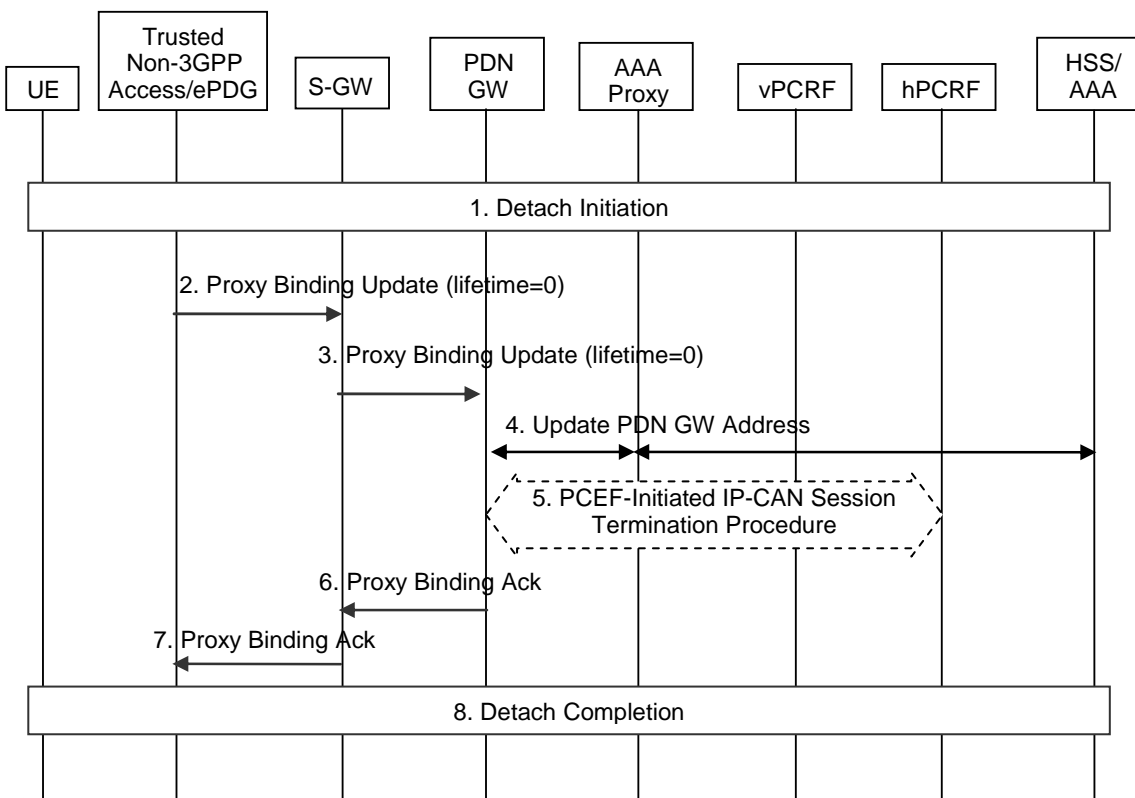 UE
Trusted
Non-3GPP
Access/ePDG
S-GW
PDN
GW
AAA
Proxy
vPCRF
hPCRF
HSS/
AAA
1. Detach Initiation
2. Proxy Binding Update (lifetime=0)
3. Proxy Binding Update (lifetime=0)
4. Update PDN GW Address
5. PCEF-Initiated IP-CAN Session
Termination Procedure
6. Proxy Binding Ack
7. Proxy Binding Ack
8. Detach Completion